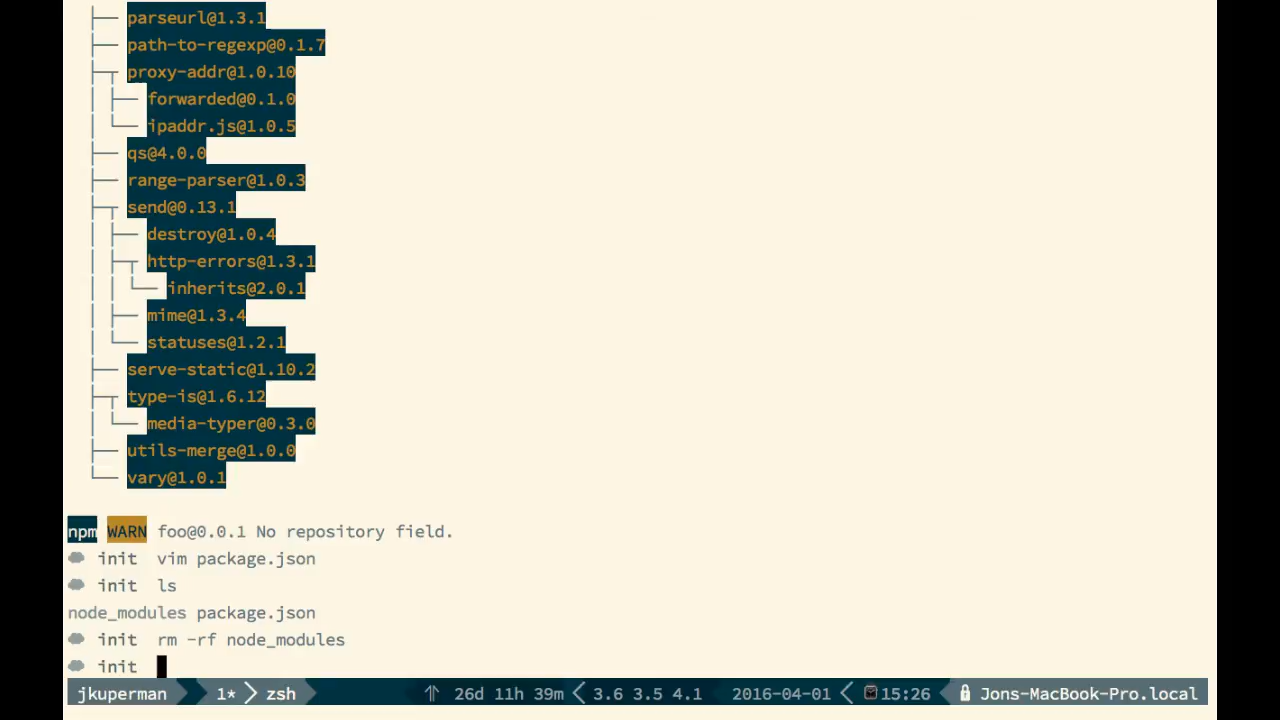 ├── parseurl@1.3.1
├── path-to-regexp@0.1.7
├─┬ proxy-addr@1.0.10
│ ├── forwarded@0.1.0
│ └── ipaddr.js@1.0.5
├── qs@4.0.0
├── range-parser@1.0.3
├─┬ send@0.13.1
│ ├── destroy@1.0.4
│ ├─┬ http-errors@1.3.1
│ │ └── inherits@2.0.1
│ ├── mime@1.3.4
│ └── statuses@1.2.1
├── serve-static@1.10.2
├─┬ type-is@1.6.12
│ └── media-typer@0.3.0
├── utils-merge@1.0.0
└── vary@1.0.1
npm WARN foo@0.0.1 No repository field.
init vim package.json
init ls
node_modules package.json
init rm -rf node_modules
init
jkuperman 1* zsh ⇑ 26d 11h 39m 3.6 3.5 4.1 2016-04-01 15:26 Jons-MacBook-Pro.local